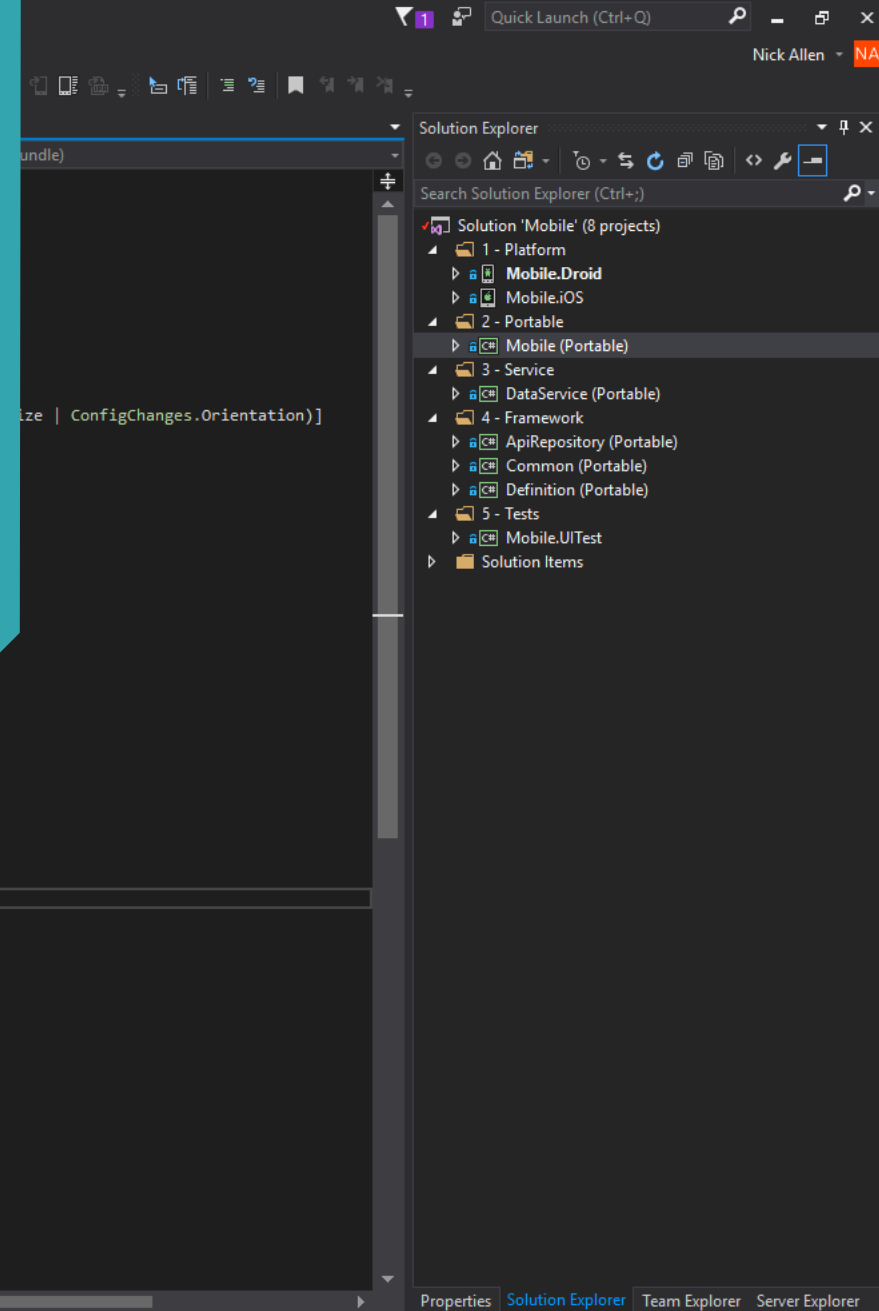 1
Quick Launch (Ctrl+Q)
Nick Allen
NA
undle)
ize | ConfigChanges.Orientation)]
Solution Explorer
Search Solution Explorer (Ctrl+;)
Solution 'Mobile' (8 projects)
1 - Platform
Mobile.Droid
Mobile.iOS
2 - Portable
C# Mobile (Portable)
3 - Service
C# DataService (Portable)
4 - Framework
C# ApiRepository (Portable)
C# Common (Portable)
C# Definition (Portable)
5 - Tests
C# Mobile.UITest
Solution Items
Properties Solution Explorer Team Explorer Server Explorer